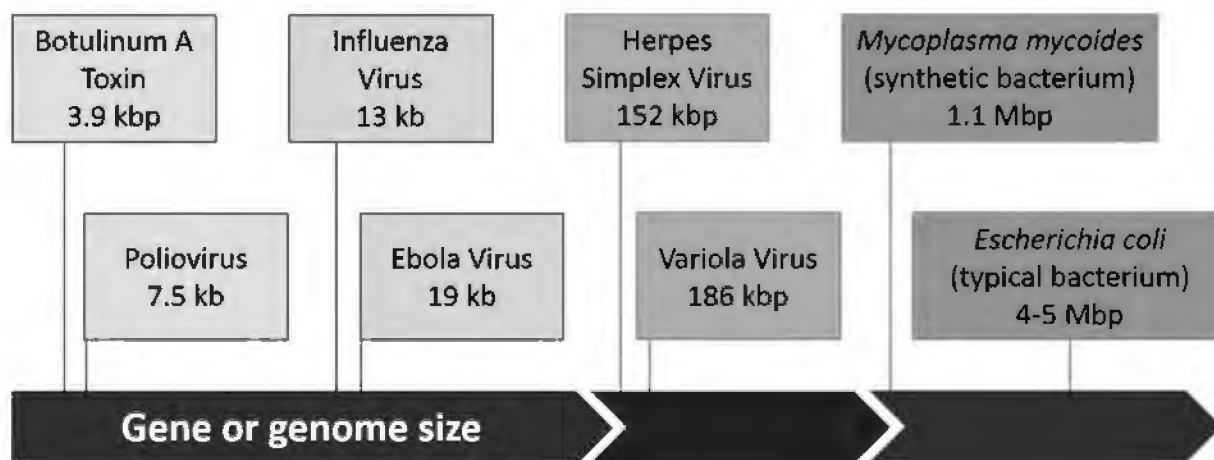 Botulinum A
Toxin
3.9 kbp
Influenza
Virus
13 kb
Herpes
Simplex Virus
152 kbp
Mycoplasma mycoides
(synthetic bacterium)
1.1 Mbp
Poliovirus
7.5 kb
Ebola Virus
19 kb
Variola Virus
186 kbp
Escherichia coli
(typical bacterium)
4-5 Mbp
Gene or genome size